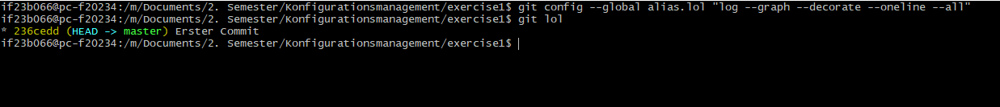 if23b066@pc-f20234:/m/Documents/2. Semester/Konfigurationsmanagement/exercise1$ git config --global alias.lol "log --graph --decorate --oneline --all"
if23b066@pc-f20234:/m/Documents/2. Semester/Konfigurationsmanagement/exercise1$ git lol
* 236cedd (HEAD -> master) Erster Commit
if23b066@pc-f20234:/m/Documents/2. Semester/Konfigurationsmanagement/exercise1$